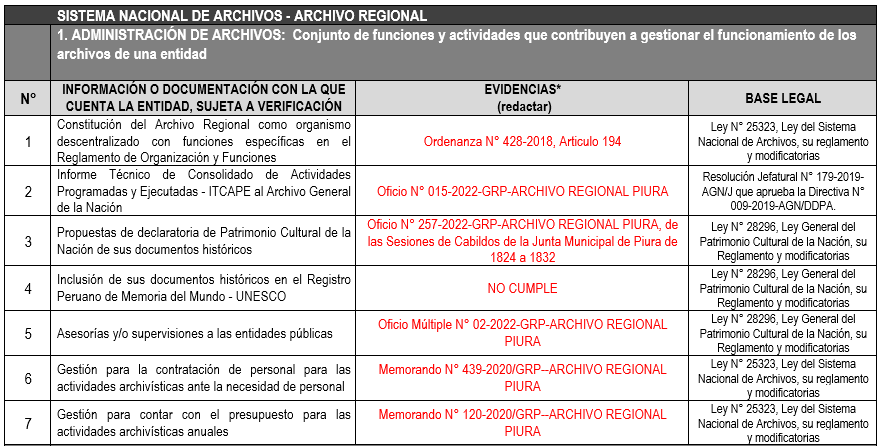 SISTEMA NACIONAL DE ARCHIVOS - ARCHIVO REGIONAL
1. ADMINISTRACIÓN DE ARCHIVOS: Conjunto de funciones y actividades que contribuyen a gestionar el funcionamiento de los
archivos de una entidad
N°
INFORMACIÓN O DOCUMENTACIÓN CON LA QUE
CUENTA LA ENTIDAD, SUJETA A VERIFICACIÓN
EVIDENCIAS*
(redactar)
BASE LEGAL
1
Constitución del Archivo Regional como organismo
descentralizado con funciones específicas en el
Reglamento de Organización y Funciones
Ordenanza N° 428-2018, Articulo 194
Ley N° 25323, Ley del Sistema
Nacional de Archivos, su reglamento
y modificatorias
2
Informe Técnico de Consolidado de Actividades
Programadas y Ejecutadas - ITCAPE al Archivo General
de la Nación
Oficio N° 015-2022-GRP-ARCHIVO REGIONAL PIURA
Resolución Jefatural N° 179-2019-
AGN/J que aprueba la Directiva N°
009-2019-AGN/DDPA.
3
Propuestas de declaratoria de Patrimonio Cultural de la
Nación de sus documentos históricos
Oficio N° 257-2022-GRP-ARCHIVO REGIONAL PIURA, de
las Sesiones de Cabildos de la Junta Municipal de Piura de
1824 a 1832
Ley N° 28296, Ley General del
Patrimonio Cultural de la Nación, su
Reglamento y modificatorias
4
Inclusión de sus documentos históricos en el Registro
Peruano de Memoria del Mundo - UNESCO
NO CUMPLE
Ley N° 28296, Ley General del
Patrimonio Cultural de la Nación, su
Reglamento y modificatorias
5
Asesorías y/o supervisiones a las entidades públicas
Oficio Múltiple N° 02-2022-GRP-ARCHIVO REGIONAL
PIURA
Ley N° 28296, Ley General del
Patrimonio Cultural de la Nación, su
Reglamento y modificatorias
6
Gestión para la contratación de personal para las
actividades archivísticas ante la necesidad de personal
Memorando N° 439-2020/GRP--ARCHIVO REGIONAL
PIURA
Ley N° 25323, Ley del Sistema
Nacional de Archivos, su reglamento
y modificatorias
7
Gestión para contar con el presupuesto para las
actividades archivísticas anuales
Memorando N° 120-2020/GRP--ARCHIVO REGIONAL
PIURA
Ley N° 25323, Ley del Sistema
Nacional de Archivos, su reglamento
y modificatorias